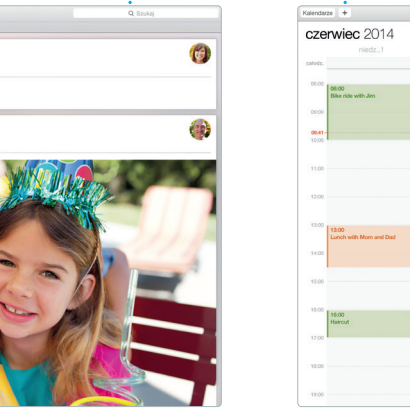 Szukaj
Kalendarze +
czerwiec 2014
niedz.,1
całodz.
08:00
08:00
Bike ride with Jim
09:00
09:41
10:00
11:00
12:00
13:00
13:00
Lunch with Mom and Dad
14:00
15:00
16:00
16:00
Haircut
17:00
18:00
19:00